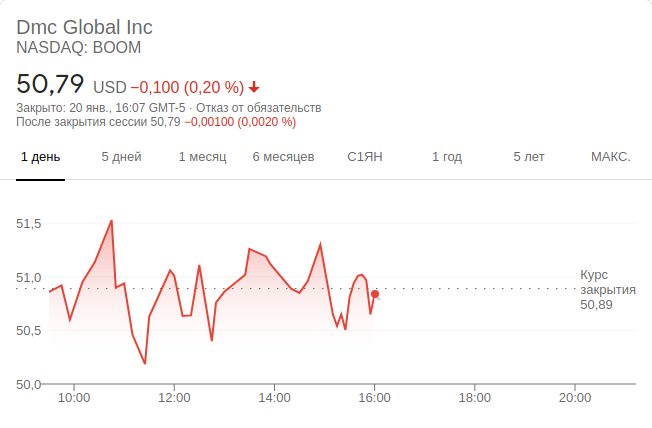 Dmc Global Inc
NASDAQ: BOOM
50,79 USD −0,100 (0,20 %)
Закрыто: 20 янв., 16:07 GMT-5 · Отказ от обязательств
После закрытия сессии 50,79 −0,00100 (0,0020 %)
1 день 5 дней 1 месяц 6 месяцев С1ЯН 1 год 5 лет МАКС.
51,5
51,0
50,5
50,0
Курс
закрытия
50,89
10:00 12:00 14:00 16:00 18:00 20:00